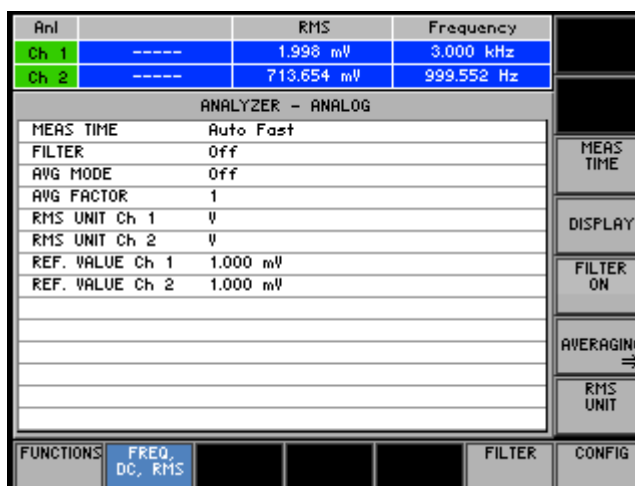 Anl RMS Frequency
Ch 1 ----- 1.998 mV 3.000 kHz
Ch 2 ----- 713.654 mV 999.552 Hz
ANALYZER - ANALOG
MEAS TIME Auto Fast
FILTER Off
AVG MODE Off
AVG FACTOR 1
RMS UNIT Ch 1 V
RMS UNIT Ch 2 V
REF. VALUE Ch 1 1.000 mV
REF. VALUE Ch 2 1.000 mV
MEAS
TIME
DISPLAY
FILTER
ON
AVERAGING
⇒
RMS
UNIT
FUNCTIONS FREQ, FILTER CONFIG
DC, RMS